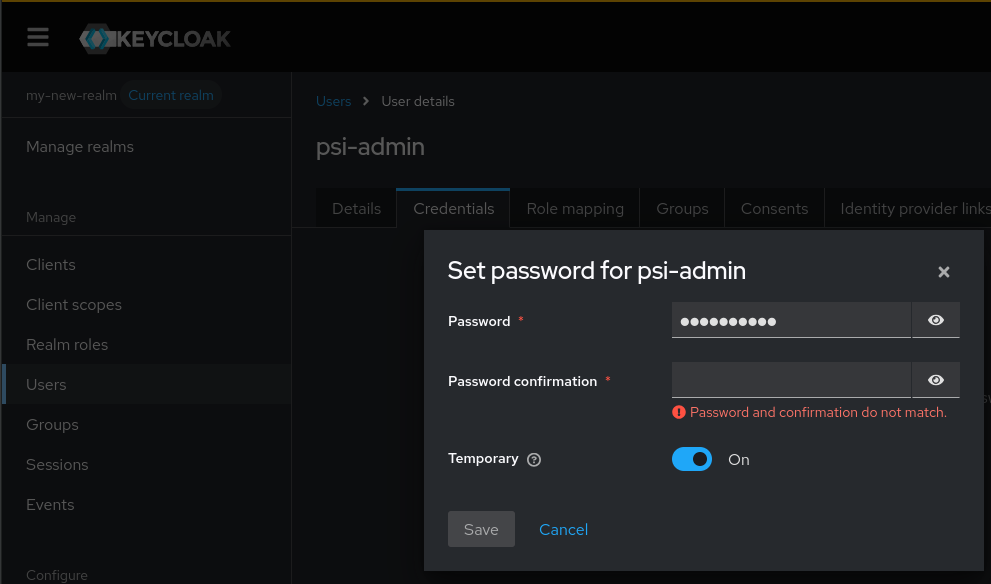 KEYCLOAK
my-new-realm Current realm
Manage realms
Manage
Clients
Client scopes
Realm roles
Users
Groups
Sessions
Events
Configure
Users > User details
psi-admin
Details Credentials Role mapping Groups Consents Identity provider links
Set password for psi-admin
Password *
Password confirmation *
Password and confirmation do not match.
Temporary ? On
Save Cancel